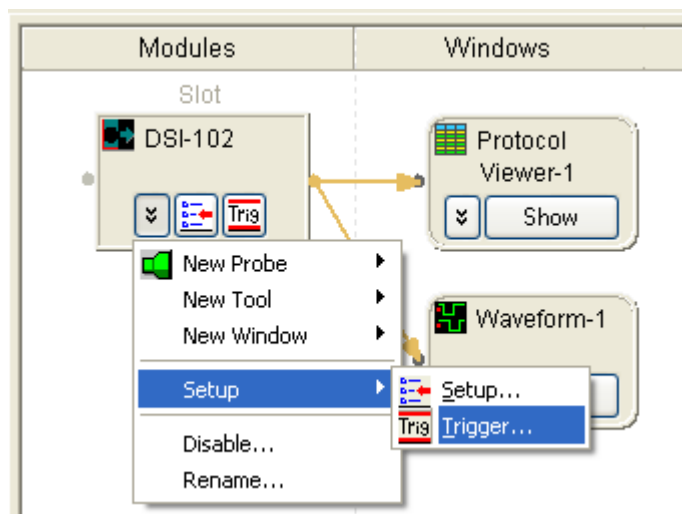 Modules
Windows
Slot
DSI-102
Trig
Protocol
Viewer-1
Show
New Probe
New Tool
New Window
Setup
Disable...
Rename...
Waveform-1
Setup...
Trig
Trigger...